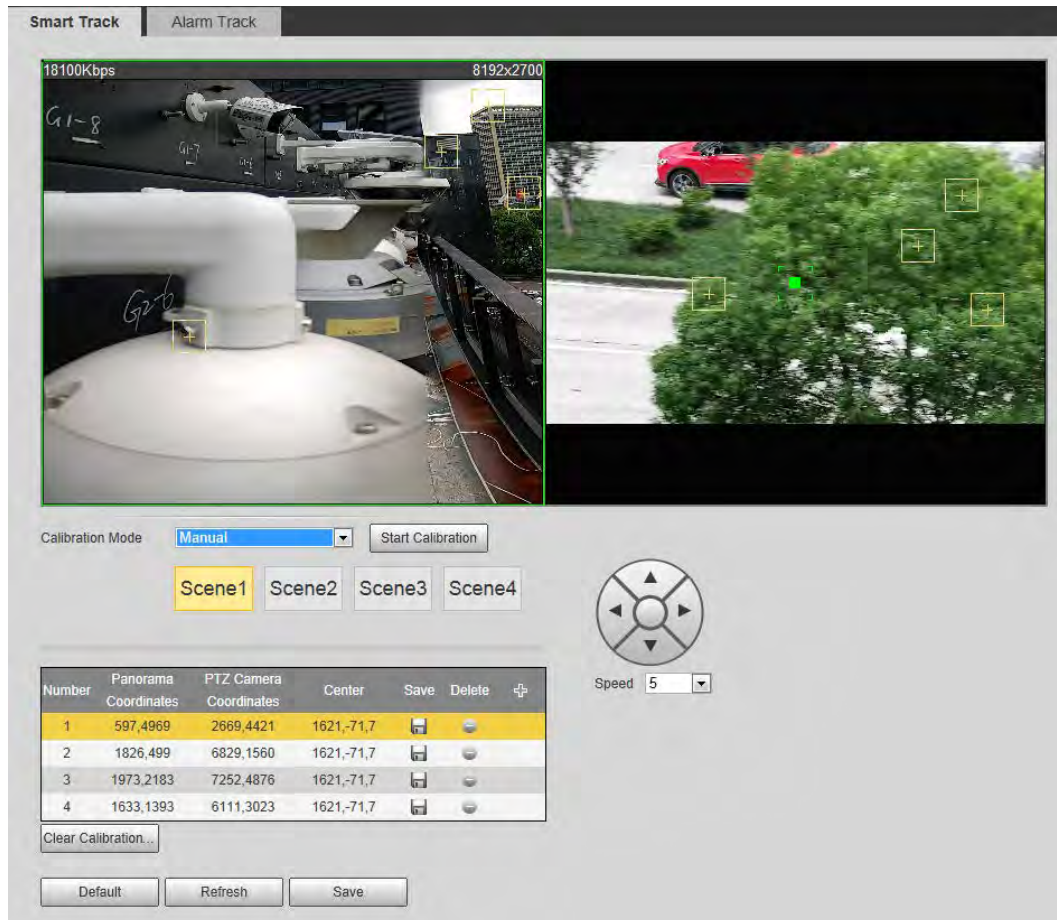 Smart Track
Alarm Track
18100Kbps
8192x2700
G1-8
G1-7
G2-6
Calibration Mode
Manual
Start Calibration
Scene1
Scene2
Scene3
Scene4
Number Panorama Coordinates PTZ Camera Coordinates Center Save Delete
1 597,4969 2669,4421 1621,-71,7
2 1826,499 6829,1560 1621,-71,7
3 1973,2183 7252,4876 1621,-71,7
4 1633,1393 6111,3023 1621,-71,7
Speed 5
Clear Calibration...
Default
Refresh
Save